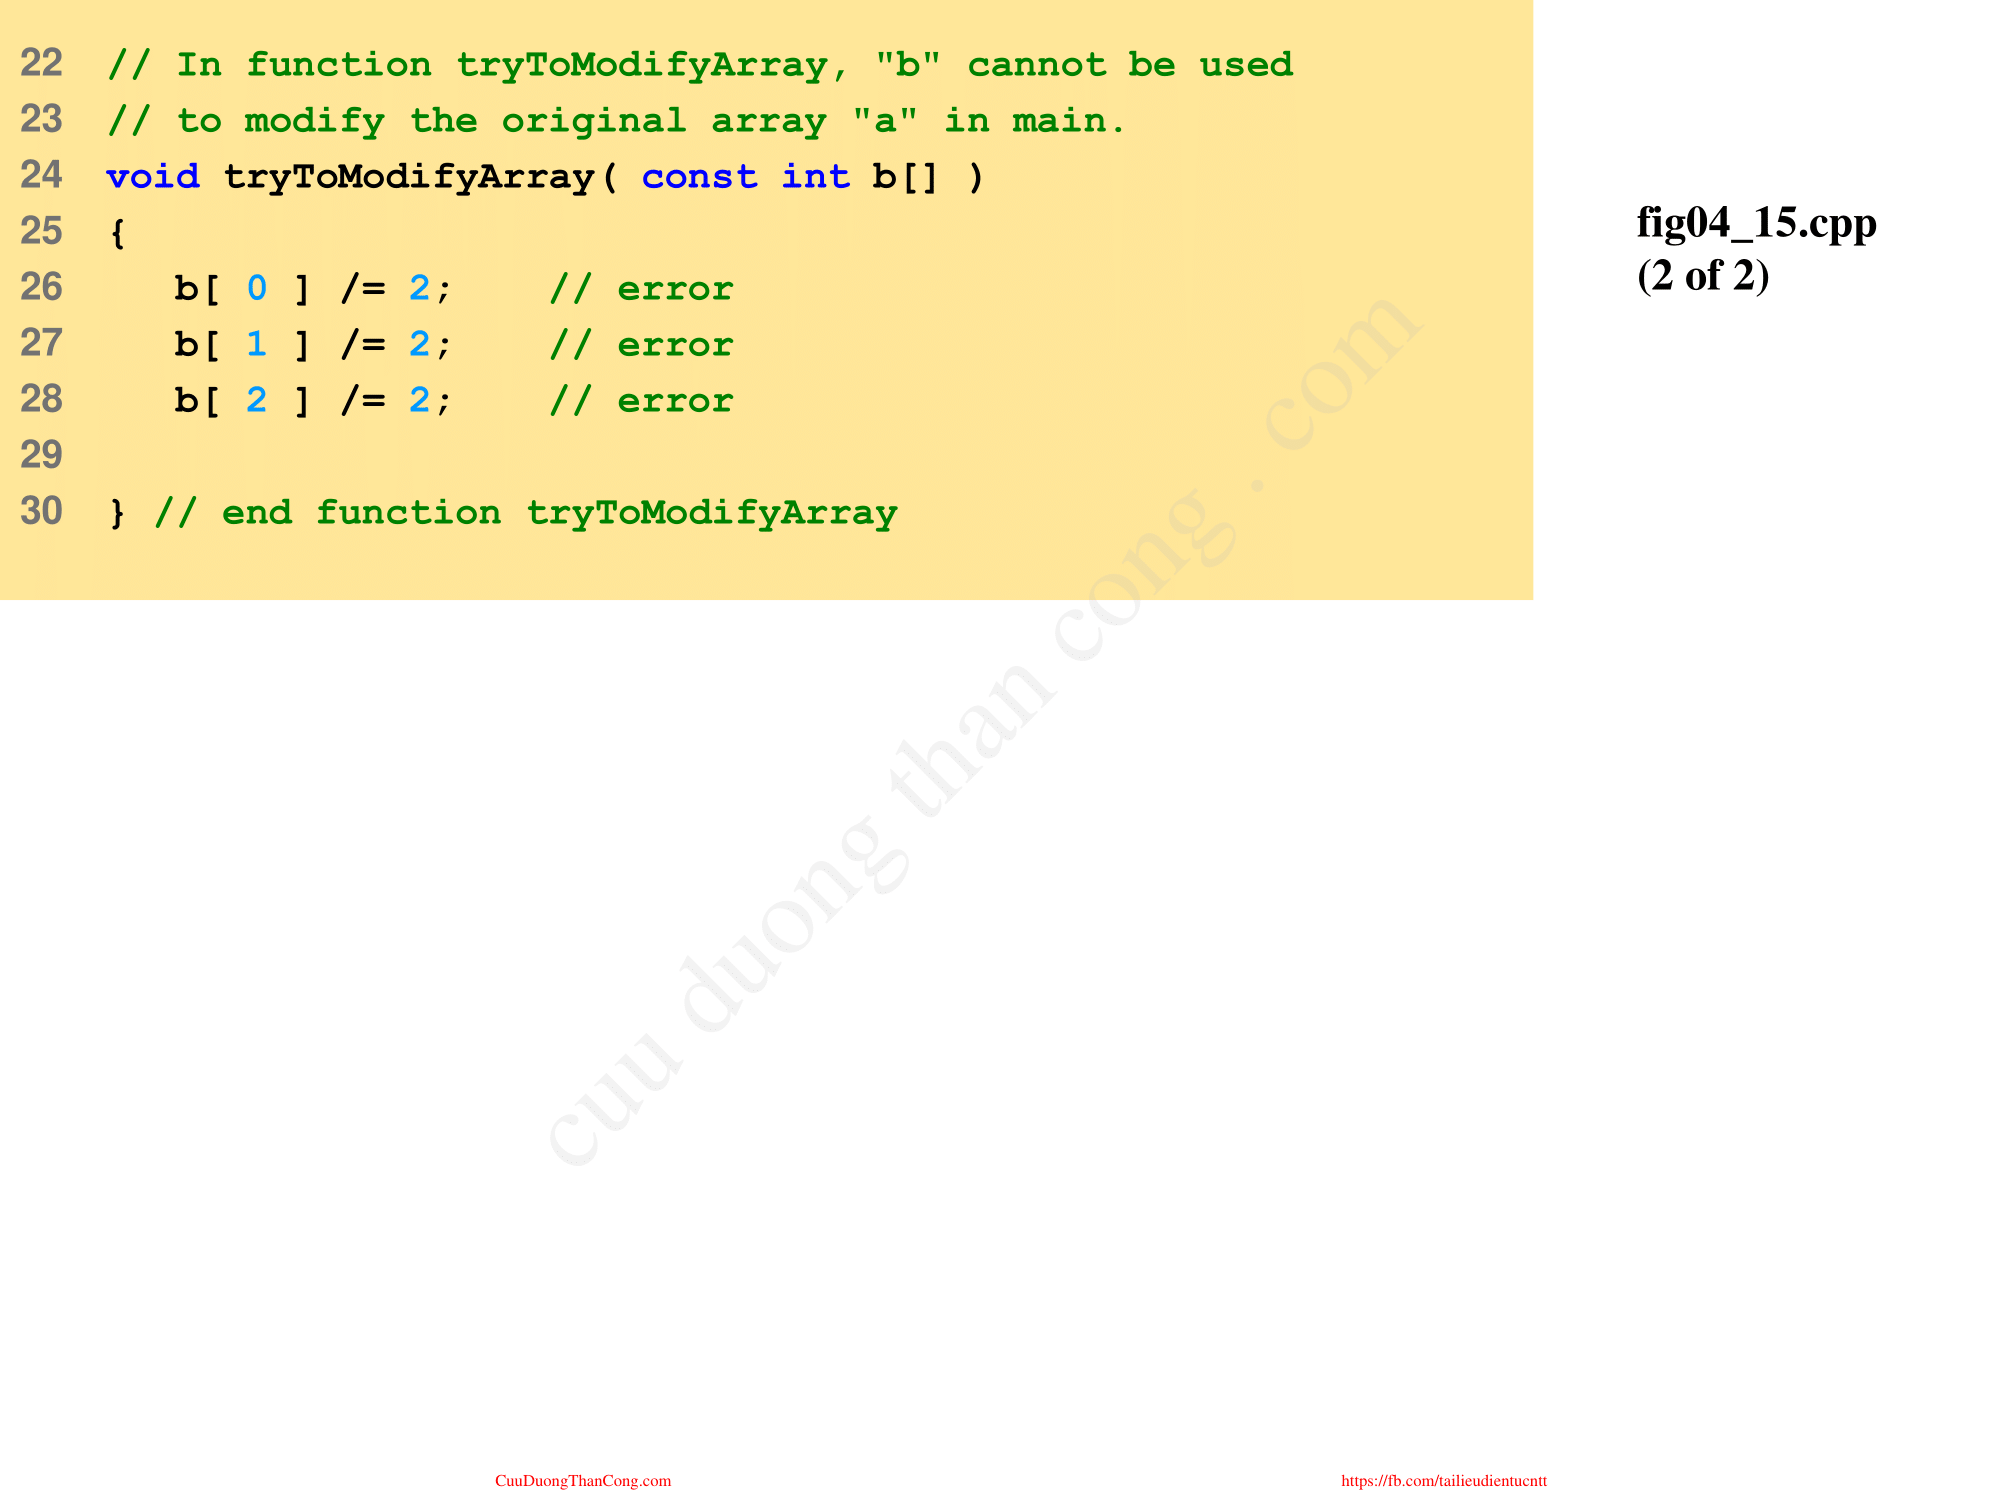 22 // In function tryToModifyArray, "b" cannot be used
23 // to modify the original array "a" in main.
24 void tryToModifyArray( const int b[] )
25 {
26    b[ 0 ] /= 2;    // error
27    b[ 1 ] /= 2;    // error
28    b[ 2 ] /= 2;    // error
29
30 } // end function tryToModifyArray
fig04_15.cpp
(2 of 2)
cuu duong than cong . com
CuuDuongThanCong.com
https://fb.com/tailieudientucntt